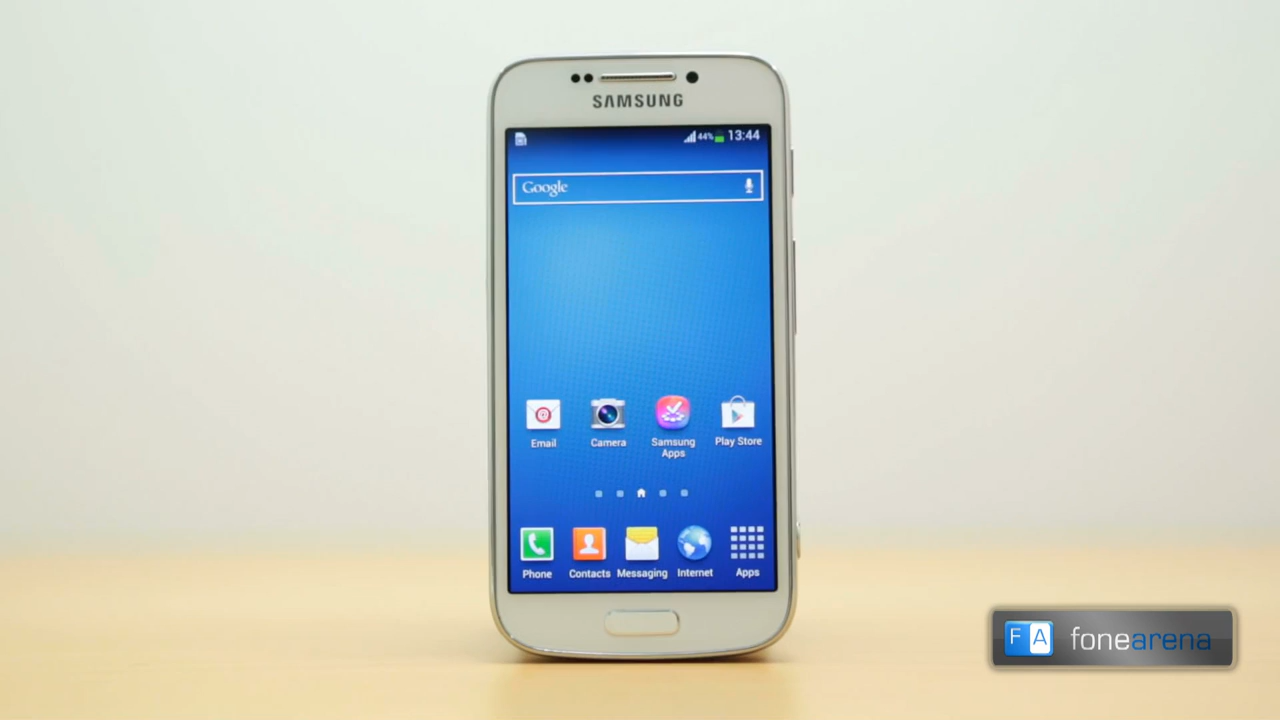 SAMSUNG
44% 13:44
Google
Email Camera Samsung Apps Play Store
Phone Contacts Messaging Internet Apps
FA fonearena